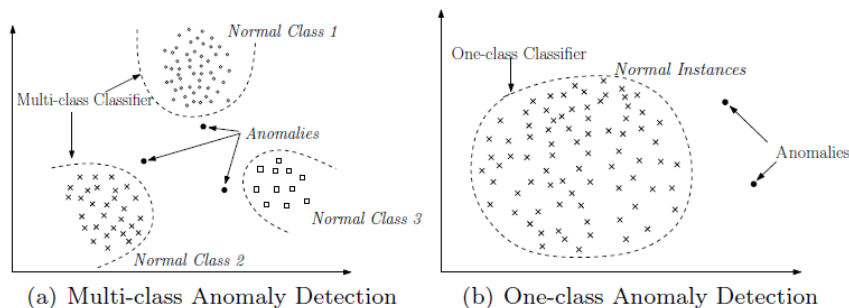 Normal Class 1
Multi-class Classifier
Anomalies
Normal Class 3
Normal Class 2
(a) Multi-class Anomaly Detection
One-class Classifier
Normal Instances
Anomalies
(b) One-class Anomaly Detection